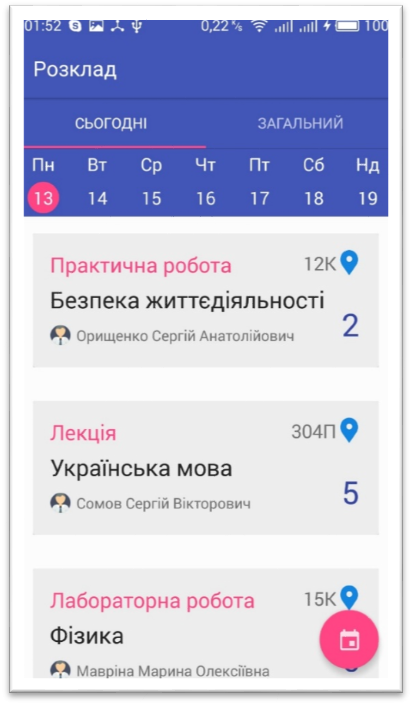 01:52 0,22 ᵏ/s 100
Розклад
СЬОГОДНІ ЗАГАЛЬНИЙ
Пн Вт Ср Чт Пт Сб Нд
13 14 15 16 17 18 19
Практична робота 12К
Безпека життєдіяльності
Орищенко Сергій Анатолійович 2
Лекція 304П
Українська мова
Сомов Сергій Вікторович 5
Лабораторна робота 15К
Фізика
Мавріна Марина Олексіївна